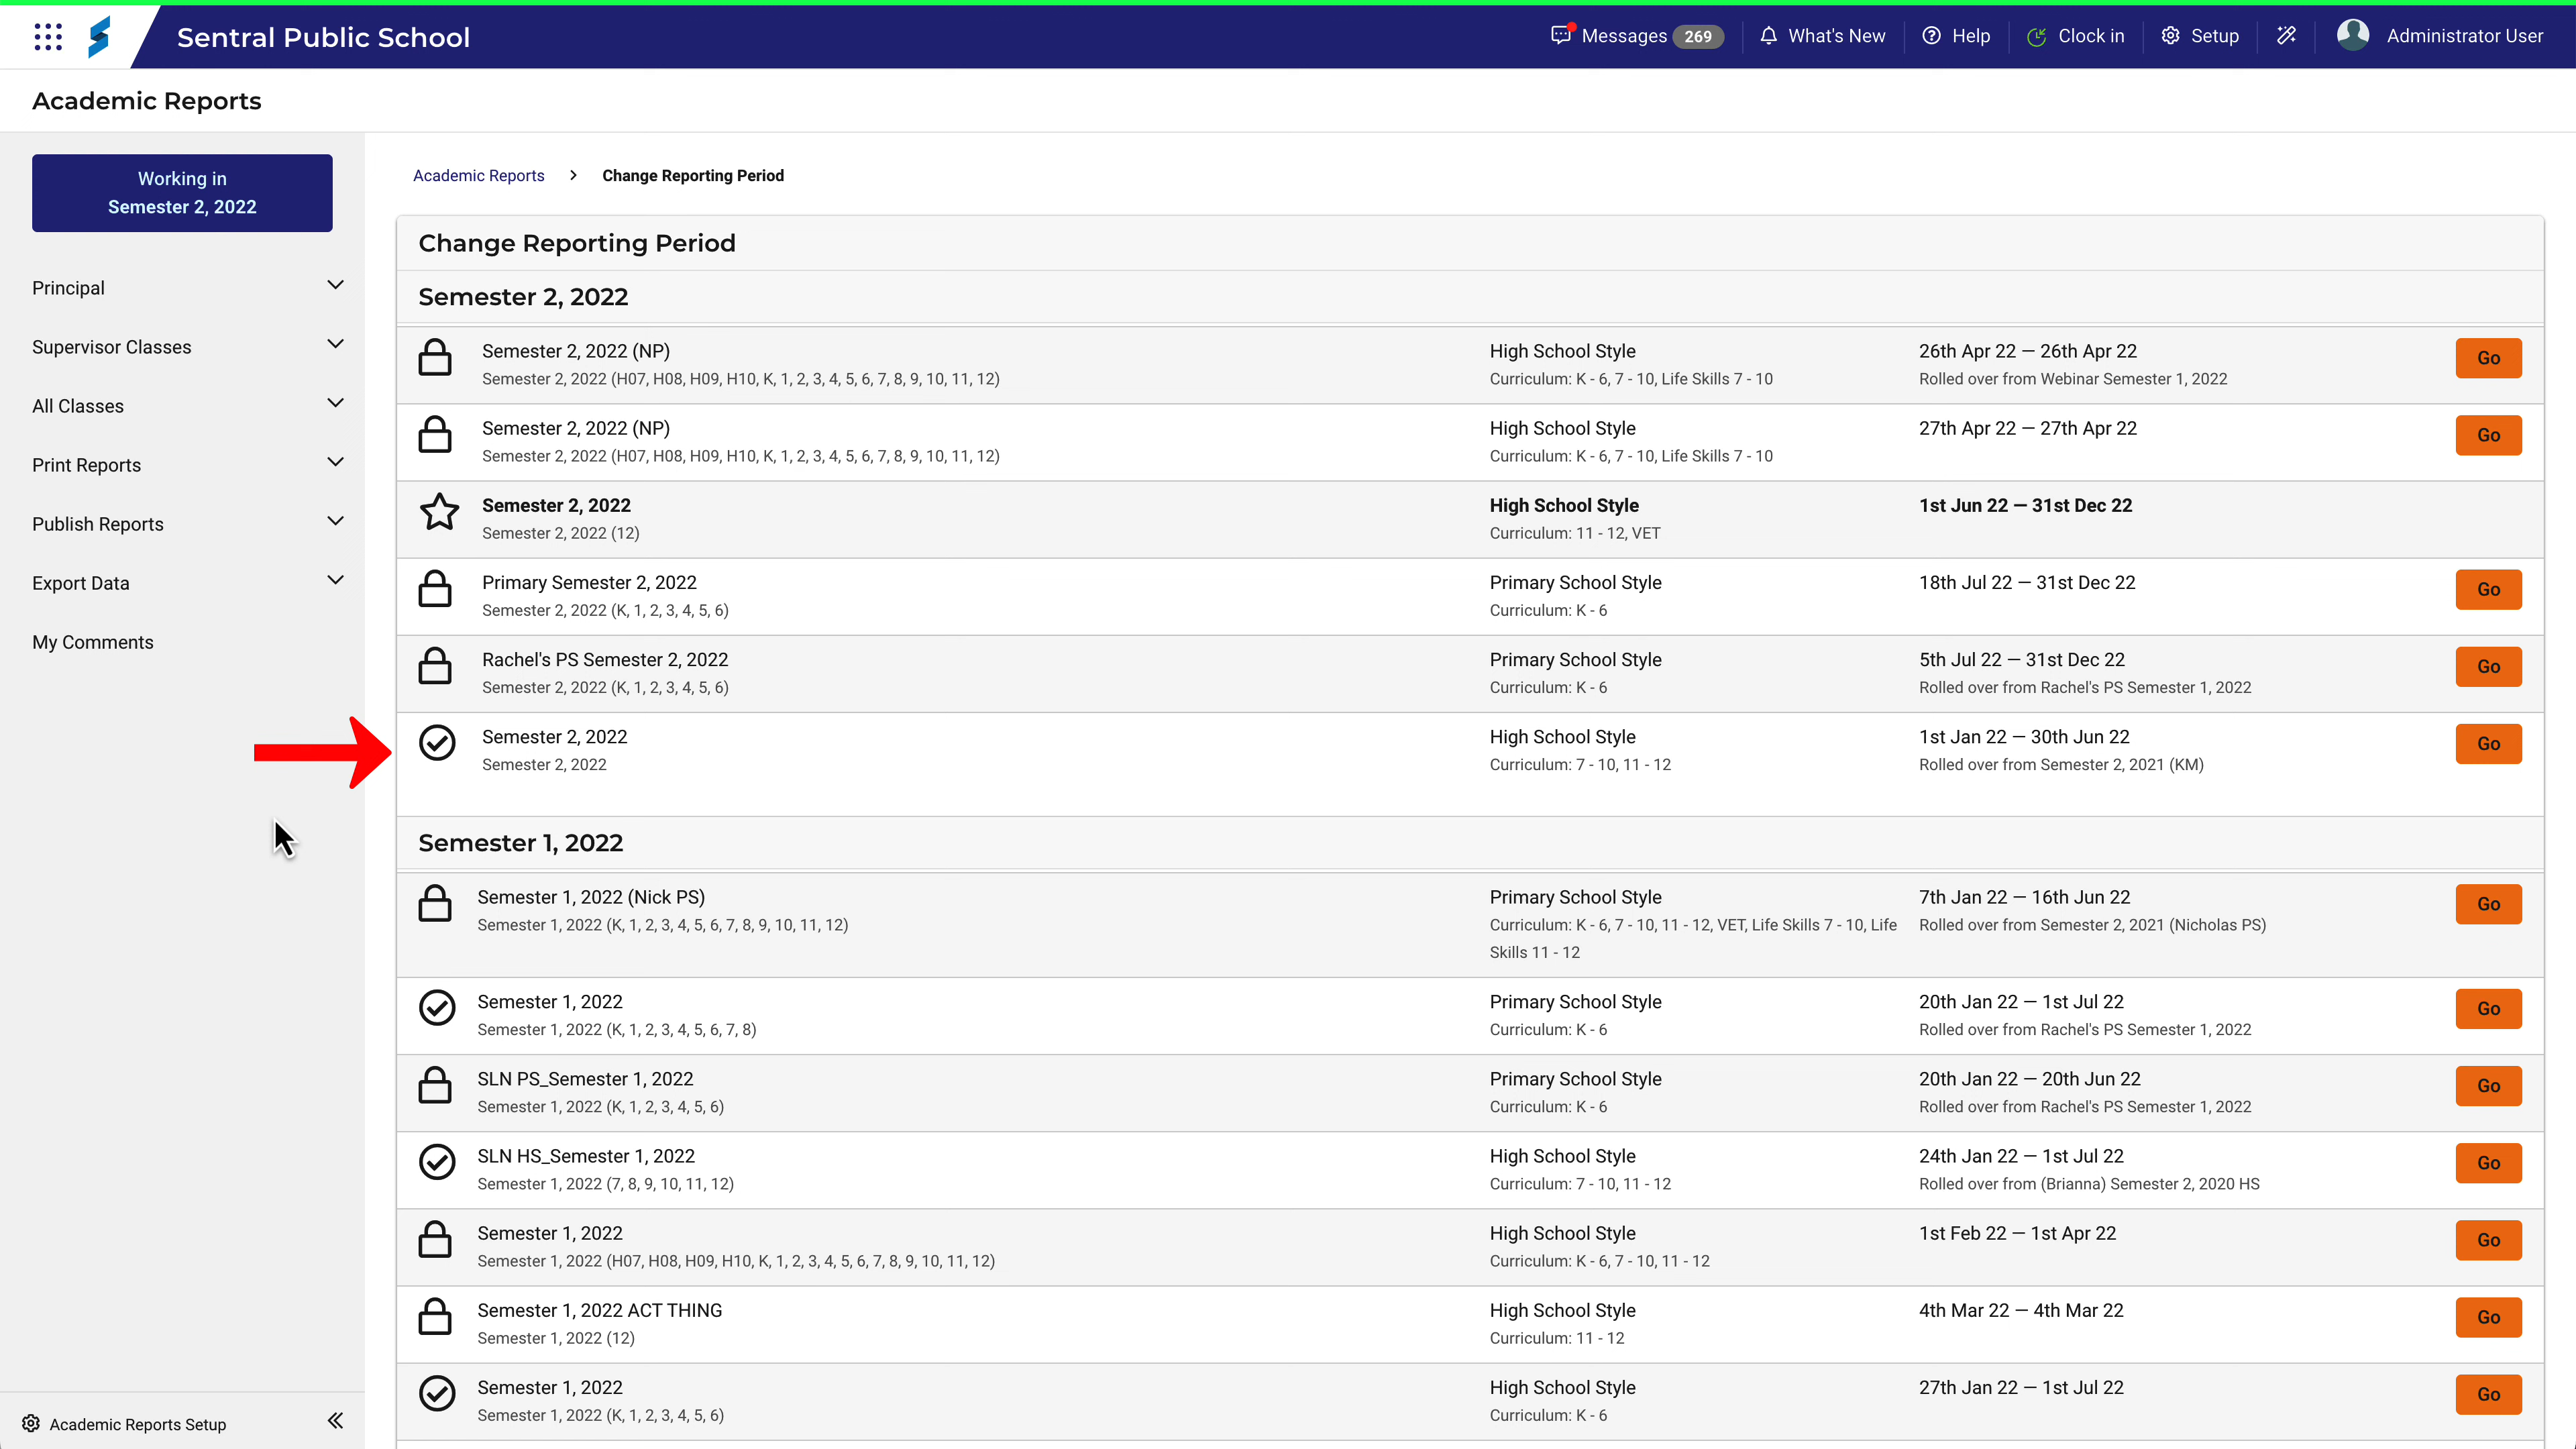 Sentral Public School
Messages 269
What's New
Help
Clock in
Setup
Administrator User
Academic Reports
Working in
Semester 2, 2022
Principal
Supervisor Classes
All Classes
Print Reports
Publish Reports
Export Data
My Comments
Academic Reports Setup
Academic Reports > Change Reporting Period
Change Reporting Period
Semester 2, 2022
Semester 2, 2022 (NP) High School Style 26th Apr 22 — 26th Apr 22 Go
Semester 2, 2022 (H07, H08, H09, H10, K, 1, 2, 3, 4, 5, 6, 7, 8, 9, 10, 11, 12) Curriculum: K - 6, 7 - 10, Life Skills 7 - 10 Rolled over from Webinar Semester 1, 2022
Semester 2, 2022 (NP) High School Style 27th Apr 22 — 27th Apr 22 Go
Semester 2, 2022 (H07, H08, H09, H10, K, 1, 2, 3, 4, 5, 6, 7, 8, 9, 10, 11, 12) Curriculum: K - 6, 7 - 10, Life Skills 7 - 10
Semester 2, 2022 High School Style 1st Jun 22 — 31st Dec 22
Semester 2, 2022 (12) Curriculum: 11 - 12, VET
Primary Semester 2, 2022 Primary School Style 18th Jul 22 — 31st Dec 22 Go
Semester 2, 2022 (K, 1, 2, 3, 4, 5, 6) Curriculum: K - 6
Rachel's PS Semester 2, 2022 Primary School Style 5th Jul 22 — 31st Dec 22 Go
Semester 2, 2022 (K, 1, 2, 3, 4, 5, 6) Curriculum: K - 6 Rolled over from Rachel's PS Semester 1, 2022
Semester 2, 2022 High School Style 1st Jan 22 — 30th Jun 22 Go
Semester 2, 2022 Curriculum: 7 - 10, 11 - 12 Rolled over from Semester 2, 2021 (KM)
Semester 1, 2022
Semester 1, 2022 (Nick PS) Primary School Style 7th Jan 22 — 16th Jun 22 Go
Semester 1, 2022 (K, 1, 2, 3, 4, 5, 6, 7, 8, 9, 10, 11, 12) Curriculum: K - 6, 7 - 10, 11 - 12, VET, Life Skills 7 - 10, Life Rolled over from Semester 2, 2021 (Nicholas PS)
Skills 11 - 12
Semester 1, 2022 Primary School Style 20th Jan 22 — 1st Jul 22 Go
Semester 1, 2022 (K, 1, 2, 3, 4, 5, 6, 7, 8) Curriculum: K - 6 Rolled over from Rachel's PS Semester 1, 2022
SLN PS_Semester 1, 2022 Primary School Style 20th Jan 22 — 20th Jun 22 Go
Semester 1, 2022 (K, 1, 2, 3, 4, 5, 6) Curriculum: K - 6 Rolled over from Rachel's PS Semester 1, 2022
SLN HS_Semester 1, 2022 High School Style 24th Jan 22 — 1st Jul 22 Go
Semester 1, 2022 (7, 8, 9, 10, 11, 12) Curriculum: 7 - 10, 11 - 12 Rolled over from (Brianna) Semester 2, 2020 HS
Semester 1, 2022 High School Style 1st Feb 22 — 1st Apr 22 Go
Semester 1, 2022 (H07, H08, H09, H10, K, 1, 2, 3, 4, 5, 6, 7, 8, 9, 10, 11, 12) Curriculum: K - 6, 7 - 10, 11 - 12
Semester 1, 2022 ACT THING High School Style 4th Mar 22 — 4th Mar 22 Go
Semester 1, 2022 (12) Curriculum: 11 - 12
Semester 1, 2022 High School Style 27th Jan 22 — 1st Jul 22 Go
Semester 1, 2022 (K, 1, 2, 3, 4, 5, 6) Curriculum: K - 6